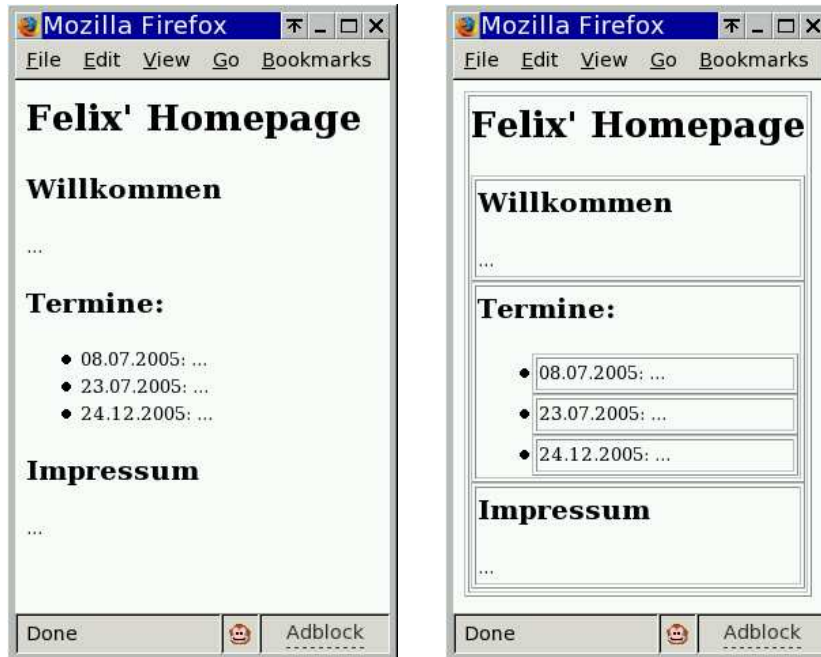 Mozilla Firefox
File Edit View Go Bookmarks
Felix' Homepage
Willkommen
...
Termine:
08.07.2005: ...
23.07.2005: ...
24.12.2005: ...
Impressum
...
Done Adblock
Mozilla Firefox
File Edit View Go Bookmarks
Felix' Homepage
Willkommen
...
Termine:
08.07.2005: ...
23.07.2005: ...
24.12.2005: ...
Impressum
...
Done Adblock